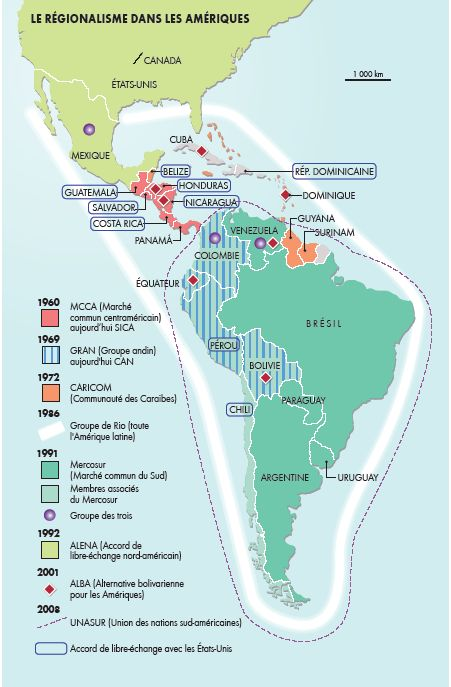 LE RÉGIONALISME DANS LES AMÉRIQUES
CANADA
ÉTATS-UNIS
1 000 km
MEXIQUE
CUBA
BELIZE
RÉP. DOMINICAINE
GUATEMALA
HONDURAS
DOMINIQUE
SALVADOR
NICARAGUA
COSTA RICA
GUYANA
PANAMÁ
VENEZUELA
SURINAM
COLOMBIE
ÉQUATEUR
BRÉSIL
PÉROU
BOLIVIE
PARAGUAY
CHILI
ARGENTINE
URUGUAY
1960
MCCA (Marché
commun centraméricain)
aujourd'hui SICA
1969
GRAN (Groupe andin)
aujourd'hui CAN
1972
CARICOM
(Communauté des Caraïbes)
1986
Groupe de Rio (toute
l'Amérique latine)
1991
Mercosur
(Marché commun du Sud)
Membres associés
du Mercosur
Groupe des trois
1992
ALENA (Accord de
libre-échange nord-américain)
2001
ALBA (Alternative bolivarienne
pour les Amériques)
2008
UNASUR (Union des nations sud-américaines)
Accord de libre-échange avec les États-Unis